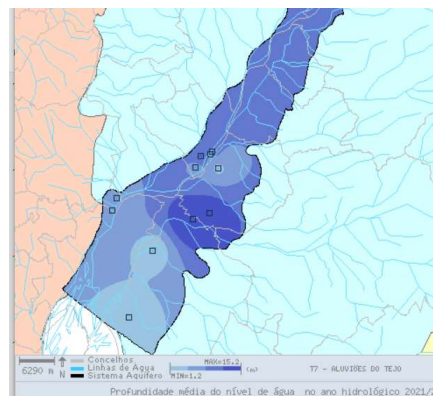 Concelhos
Linhas de Água
Sistema Aquífero
6290 m N
MAX=15.2
(m)
MIN=1.2
T7 - ALUVIÕES DO TEJO
Profundidade média do nível de água no ano hidrológico 2021/2